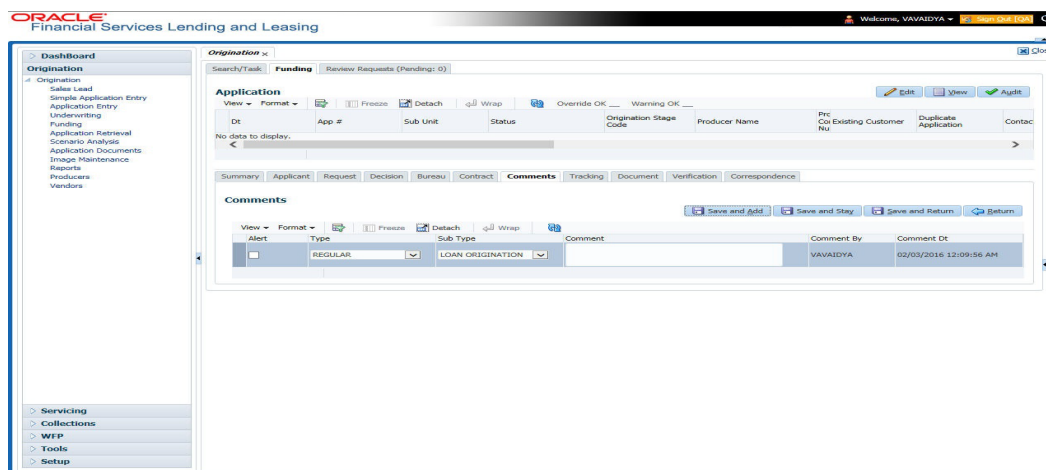 ORACLE
Financial Services Lending and Leasing
Welcome, VAVAIDYA
Sign Out [QA]
DashBoard
Origination
Origination
Sales Lead
Simple Application Entry
Application Entry
Underwriting
Funding
Application Retrieval
Scenario Analysis
Application Documents
Image Maintenance
Reports
Producers
Vendors
Servicing
Collections
WFP
Tools
Setup
Origination x
Clos
Search/Task Funding Review Requests (Pending: 0)
Application
Edit View Audit
View Format Freeze Detach Wrap Override OK __ Warning OK __
Dt App # Sub Unit Status Origination Stage Code Producer Name Existing Customer Duplicate Application Contac
No data to display.
Summary Applicant Request Decision Bureau Contract Comments Tracking Document Verification Correspondence
Comments
Save and Add Save and Stay Save and Return Return
View Format Freeze Detach Wrap
Alert Type Sub Type Comment Comment By Comment Dt
REGULAR LOAN ORIGINATION VAVAIDYA 02/03/2016 12:09:56 AM